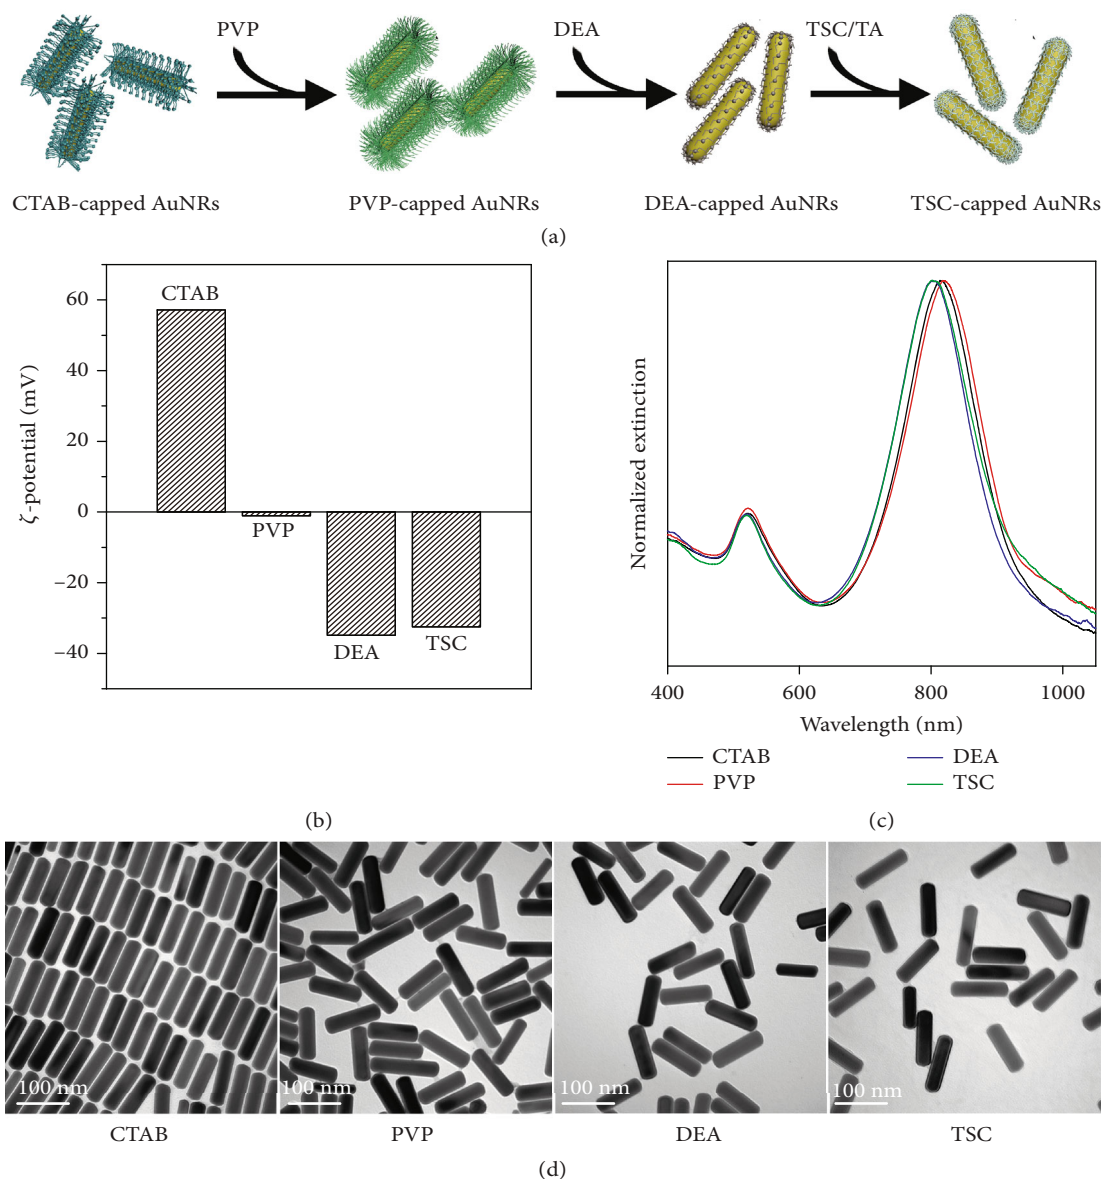 PVP DEA TSC/TA
CTAB-capped AuNRs PVP-capped AuNRs DEA-capped AuNRs TSC-capped AuNRs
(a)
ζ-potential (mV)
60
40
20
0
−20
−40
CTAB
PVP
DEA
TSC
(b)
Normalized extinction
400 600 800 1000
Wavelength (nm)
CTAB DEA
PVP TSC
(c)
100 nm 100 nm 100 nm 100 nm
CTAB PVP DEA TSC
(d)